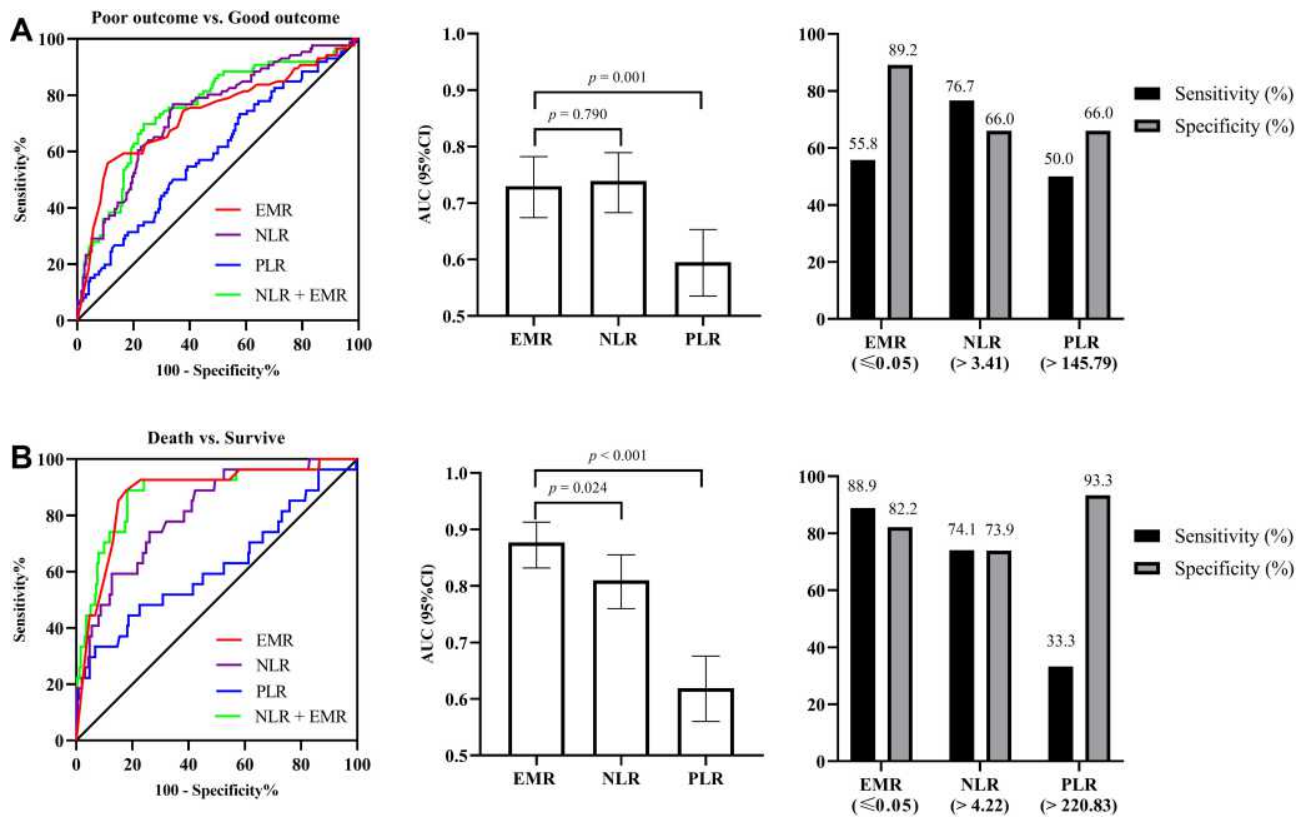 A
Poor outcome vs. Good outcome
100
80
60
40
20
0
Sensitivity%
EMR
NLR
PLR
NLR + EMR
0 20 40 60 80 100
100 - Specificity%
1.0
0.9
0.8
0.7
0.6
0.5
AUC (95%CI)
p = 0.001
p = 0.790
EMR NLR PLR
100
80
60
40
20
0
55.8 89.2 76.7 66.0 50.0 66.0
EMR NLR PLR
(≤0.05) (> 3.41) (> 145.79)
Sensitivity (%)
Specificity (%)
B
Death vs. Survive
100
80
60
40
20
0
Sensitivity%
EMR
NLR
PLR
NLR + EMR
0 20 40 60 80 100
100 - Specificity%
1.0
0.9
0.8
0.7
0.6
0.5
AUC (95%CI)
p < 0.001
p = 0.024
EMR NLR PLR
100
80
60
40
20
0
88.9 82.2 74.1 73.9 33.3 93.3
EMR NLR PLR
(≤0.05) (> 4.22) (> 220.83)
Sensitivity (%)
Specificity (%)